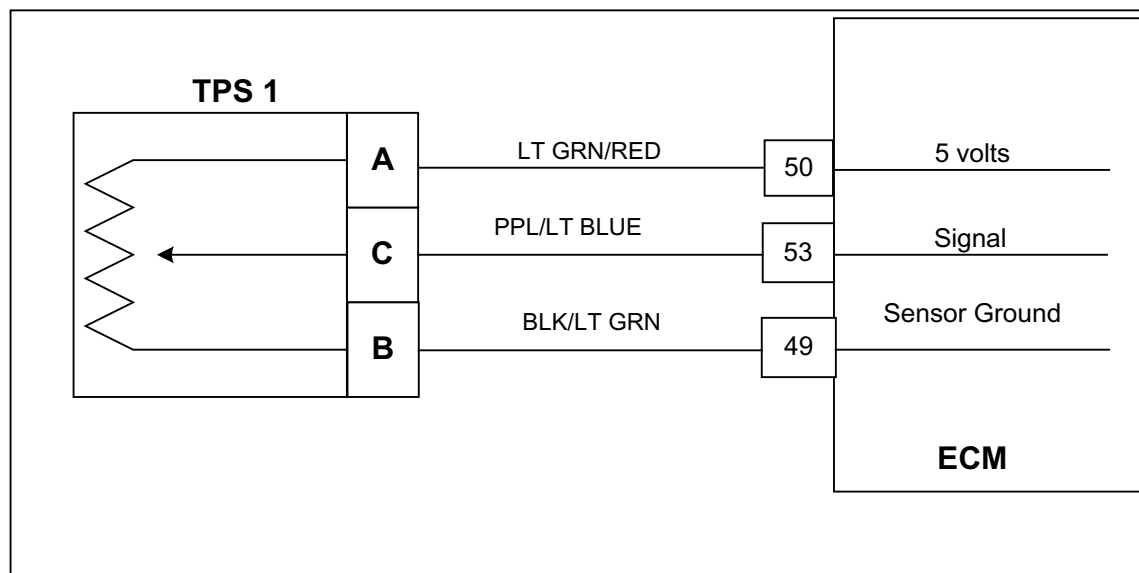 TPS 1
A
LT GRN/RED
50
5 volts
C
PPL/LT BLUE
53
Signal
B
BLK/LT GRN
49
Sensor Ground
ECM